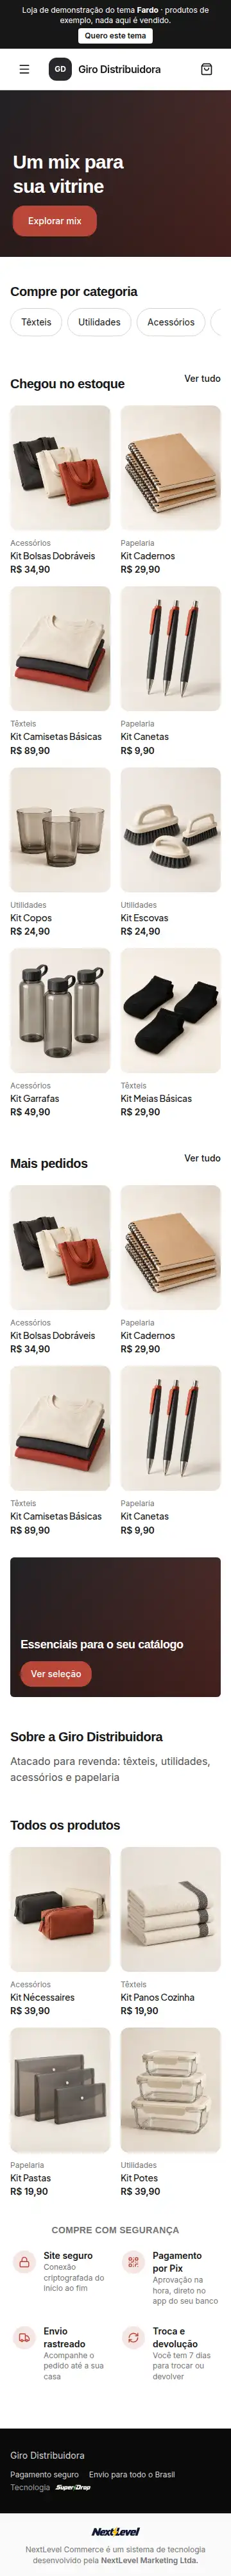 Loja de demonstração do tema Fardo · produtos de
exemplo, nada aqui é vendido.
Quero este tema
GD
Giro Distribuidora
Um mix para
sua vitrine
Explorar mix
Compre por categoria
Têxteis
Utilidades
Acessórios
Chegou no estoque
Ver tudo
Acessórios
Kit Bolsas Dobráveis
R$ 34,90
Papelaria
Kit Cadernos
R$ 29,90
Têxteis
Kit Camisetas Básicas
R$ 89,90
Papelaria
Kit Canetas
R$ 9,90
Utilidades
Kit Copos
R$ 24,90
Utilidades
Kit Escovas
R$ 24,90
Acessórios
Kit Garrafas
R$ 49,90
Têxteis
Kit Meias Básicas
R$ 29,90
Mais pedidos
Ver tudo
Acessórios
Kit Bolsas Dobráveis
R$ 34,90
Papelaria
Kit Cadernos
R$ 29,90
Têxteis
Kit Camisetas Básicas
R$ 89,90
Papelaria
Kit Canetas
R$ 9,90
Essenciais para o seu catálogo
Ver seleção
Sobre a Giro Distribuidora
Atacado para revenda: têxteis, utilidades,
acessórios e papelaria
Todos os produtos
Acessórios
Kit Nécessaires
R$ 39,90
Têxteis
Kit Panos Cozinha
R$ 19,90
Papelaria
Kit Pastas
R$ 19,90
Utilidades
Kit Potes
R$ 39,90
COMPRE COM SEGURANÇA
Site seguro
Conexão
criptografada do
início ao fim
Pagamento
por Pix
Aprovação na
hora, direto no
app do seu banco
Envio
rastreado
Acompanhe o
pedido até a sua
casa
Troca e
devolução
Você tem 7 dias
para trocar ou
devolver
Giro Distribuidora
Pagamento seguro
Envio para todo o Brasil
Tecnologia
SuperDrop
NextLevel
NextLevel Commerce é um sistema de tecnologia
desenvolvido pela NextLevel Marketing Ltda.